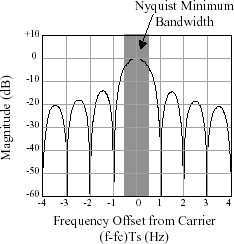 Nyquist Minimum
Bandwidth
+10
0
-10
-20
-30
-40
-50
-60
Magnitude (dB)
-4 -3 -2 -1 0 1 2 3 4
Frequency Offset from Carrier
(f-fc)Ts (Hz)